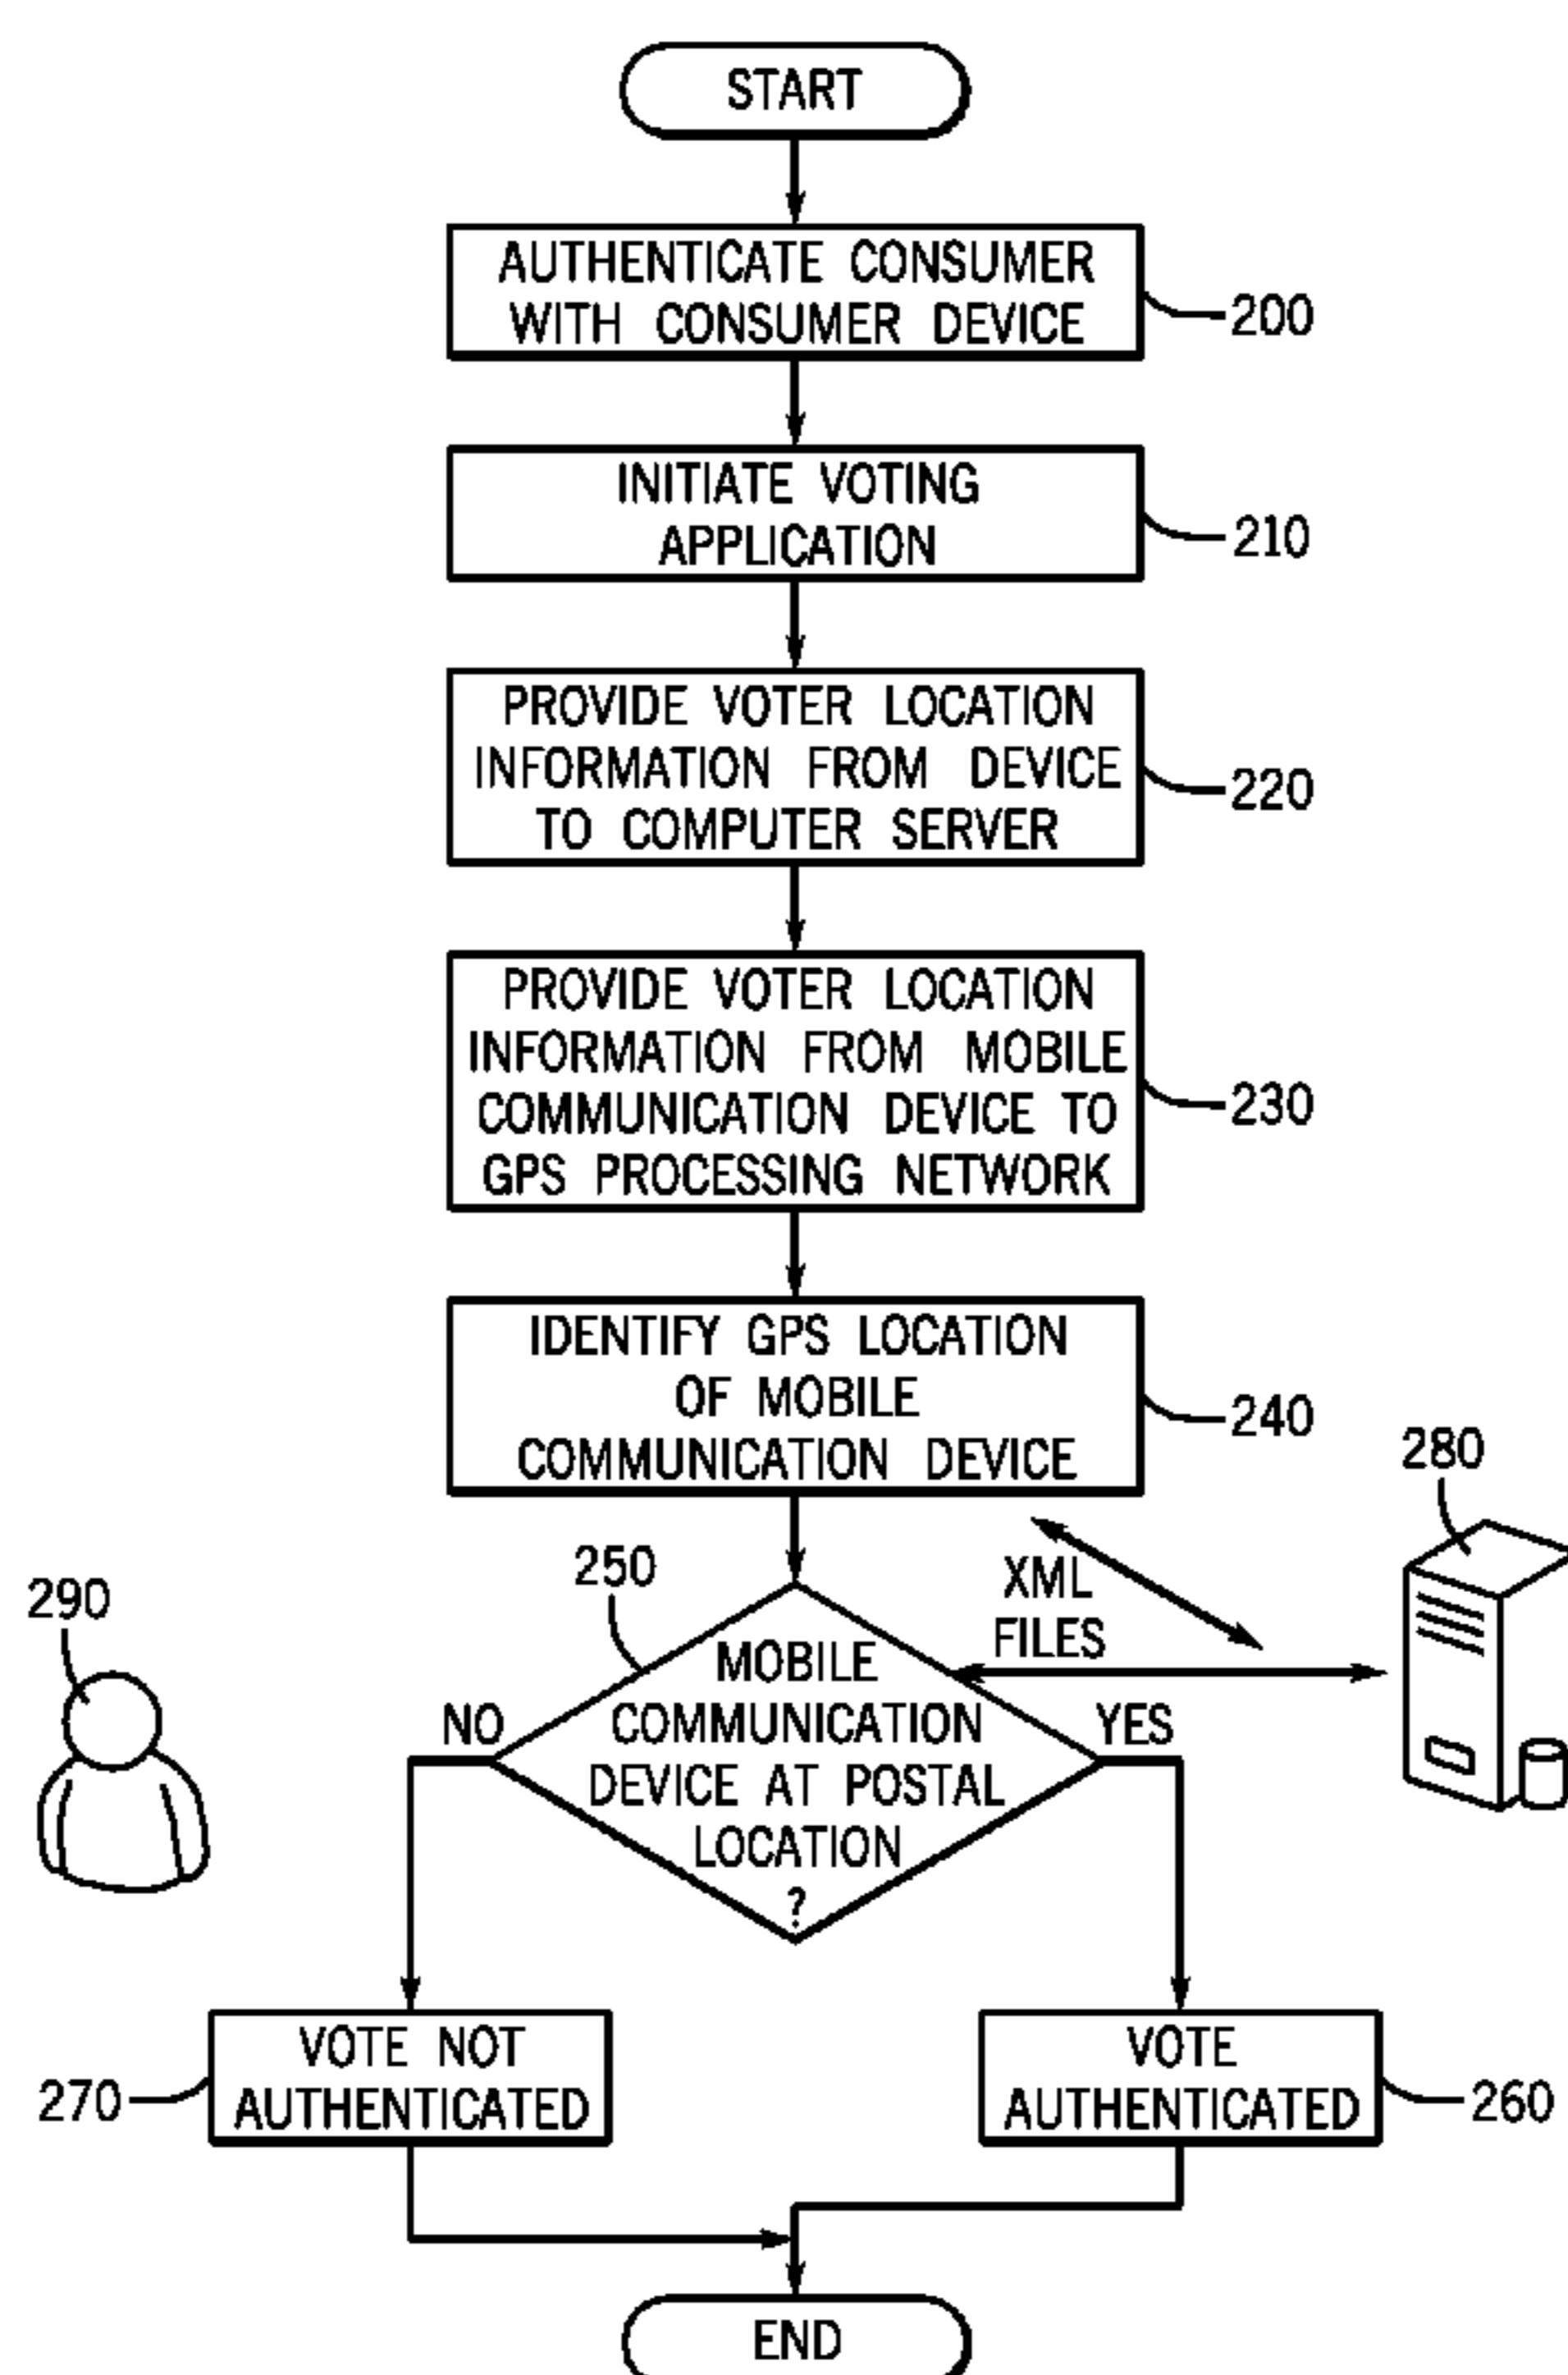 START
AUTHENTICATE CONSUMER
WITH CONSUMER DEVICE
200
INITIATE VOTING
APPLICATION
210
PROVIDE VOTER LOCATION
INFORMATION FROM DEVICE
TO COMPUTER SERVER
220
PROVIDE VOTER LOCATION
INFORMATION FROM MOBILE
COMMUNICATION DEVICE TO
GPS PROCESSING NETWORK
230
IDENTIFY GPS LOCATION
OF MOBILE
COMMUNICATION DEVICE
240
280
250
XML
FILES
290
MOBILE
COMMUNICATION
DEVICE AT POSTAL
LOCATION
?
NO
YES
VOTE NOT
AUTHENTICATED
270
VOTE
AUTHENTICATED
260
END